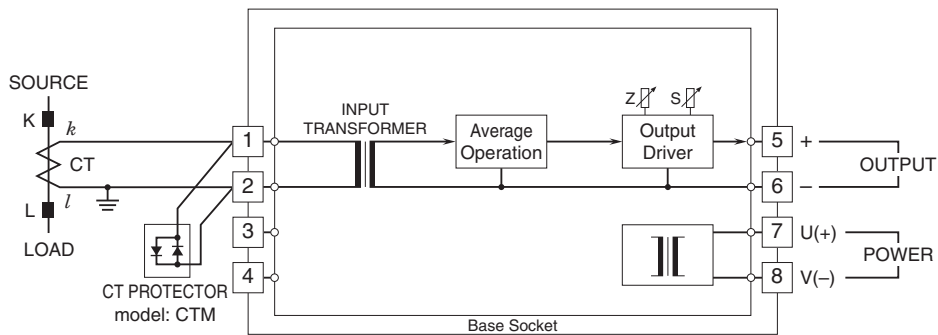 SOURCE
K
k
CT
l
L
LOAD
CT PROTECTOR
model: CTM
1
2
3
4
INPUT
TRANSFORMER
Average
Operation
Z
S
Output
Driver
5
+
6
–
OUTPUT
7
U(+)
8
V(–)
POWER
Base Socket